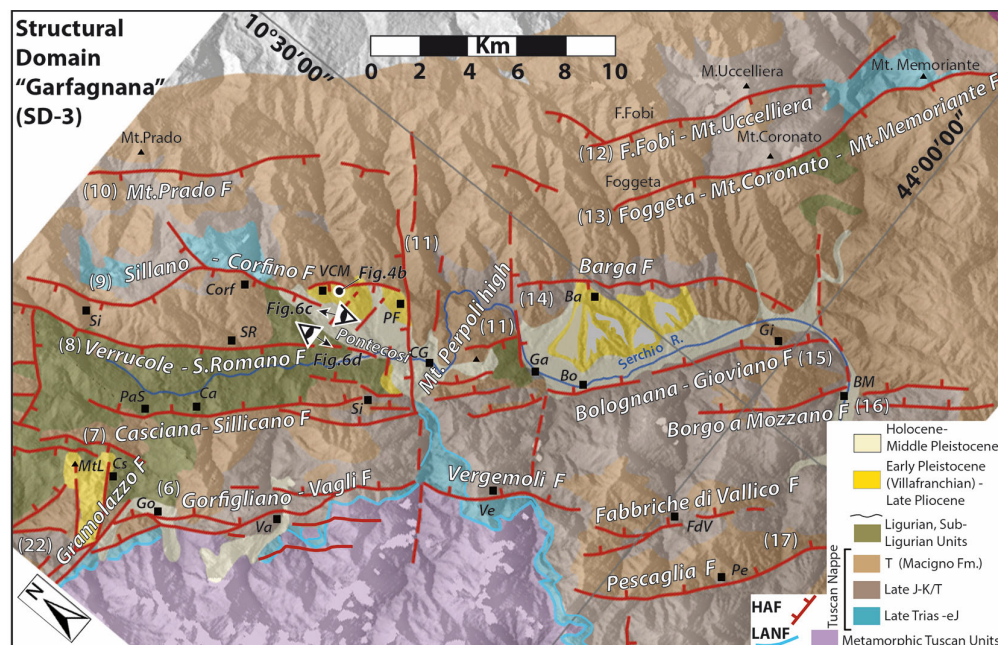 Structural
Domain
“Garfagnana”
(SD-3)
10°30'00"
Km
0 2 4 6 8 10
M.Uccelliera
Mt. Memoriante
F.Fobi
(12) F.Fobi - Mt.Uccelliera
Mt.Coronato
Mt.Prado
(10) Mt.Prado F
Foggeta
(13) Foggeta - Mt.Coronato - Mt.Memoriante F
44°00'00"
(11)
(9) Sillano - Corfino F
VCM
Fig.4b
Corf
Barga F
(14)
Ba
Si
Fig.6c
PF
SR
Pontecosi
Mt. Perpoli high
(11)
Gi
(8) Verrucole - S.Romano F
Fig.6d
CG
Serchio R.
Ga
Bo
Bolognana - Gioviano F (15)
PaS
Ca
Si
BM
(7) Casciana- Sillicano F
Borgo a Mozzano F (16)
MtL
Cs
Gramolazzo F
(22)
Go
(6) Gorfigliano - Vagli F
Va
Vergemoli F
Ve
Fabbriche di Vallico F
FdV
(17)
Pescaglia F
Pe
N
Holocene-
Middle Pleistocene
Early Pleistocene
(Villafranchian) -
Late Pliocene
Ligurian, Sub-
Ligurian Units
Tuscan Nappe
T (Macigno Fm.)
Late J-K/T
Late Trias -eJ
HAF
LANF
Metamorphic Tuscan Units